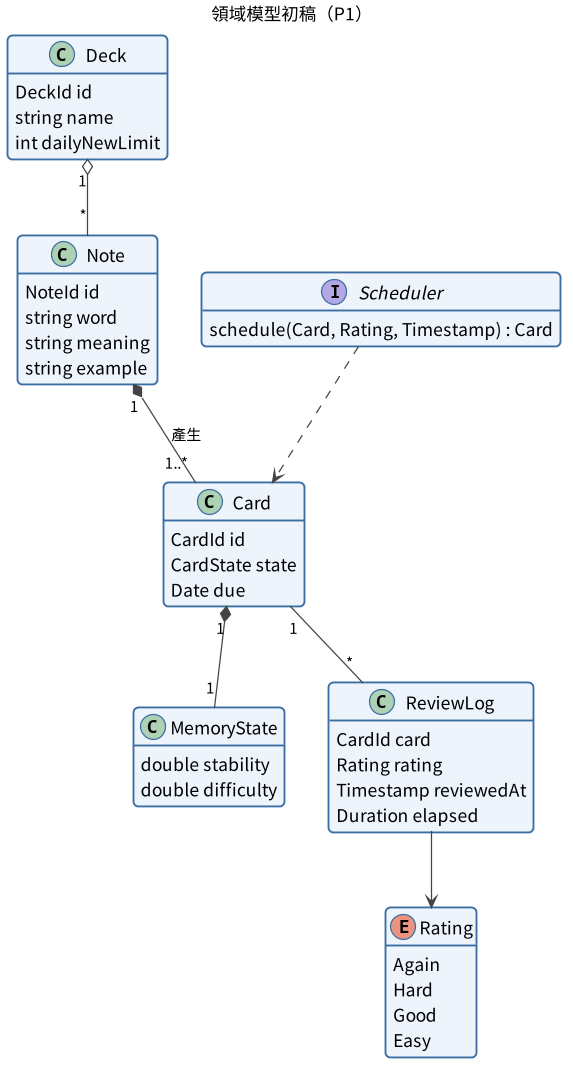 領域模型初稿（P1）
C Deck
DeckId id
string name
int dailyNewLimit
1
*
C Note
NoteId id
string word
string meaning
string example
I Scheduler
schedule(Card, Rating, Timestamp) : Card
1
產生
1..*
C Card
CardId id
CardState state
Date due
1
1
1
*
C MemoryState
double stability
double difficulty
C ReviewLog
CardId card
Rating rating
Timestamp reviewedAt
Duration elapsed
E Rating
Again
Hard
Good
Easy